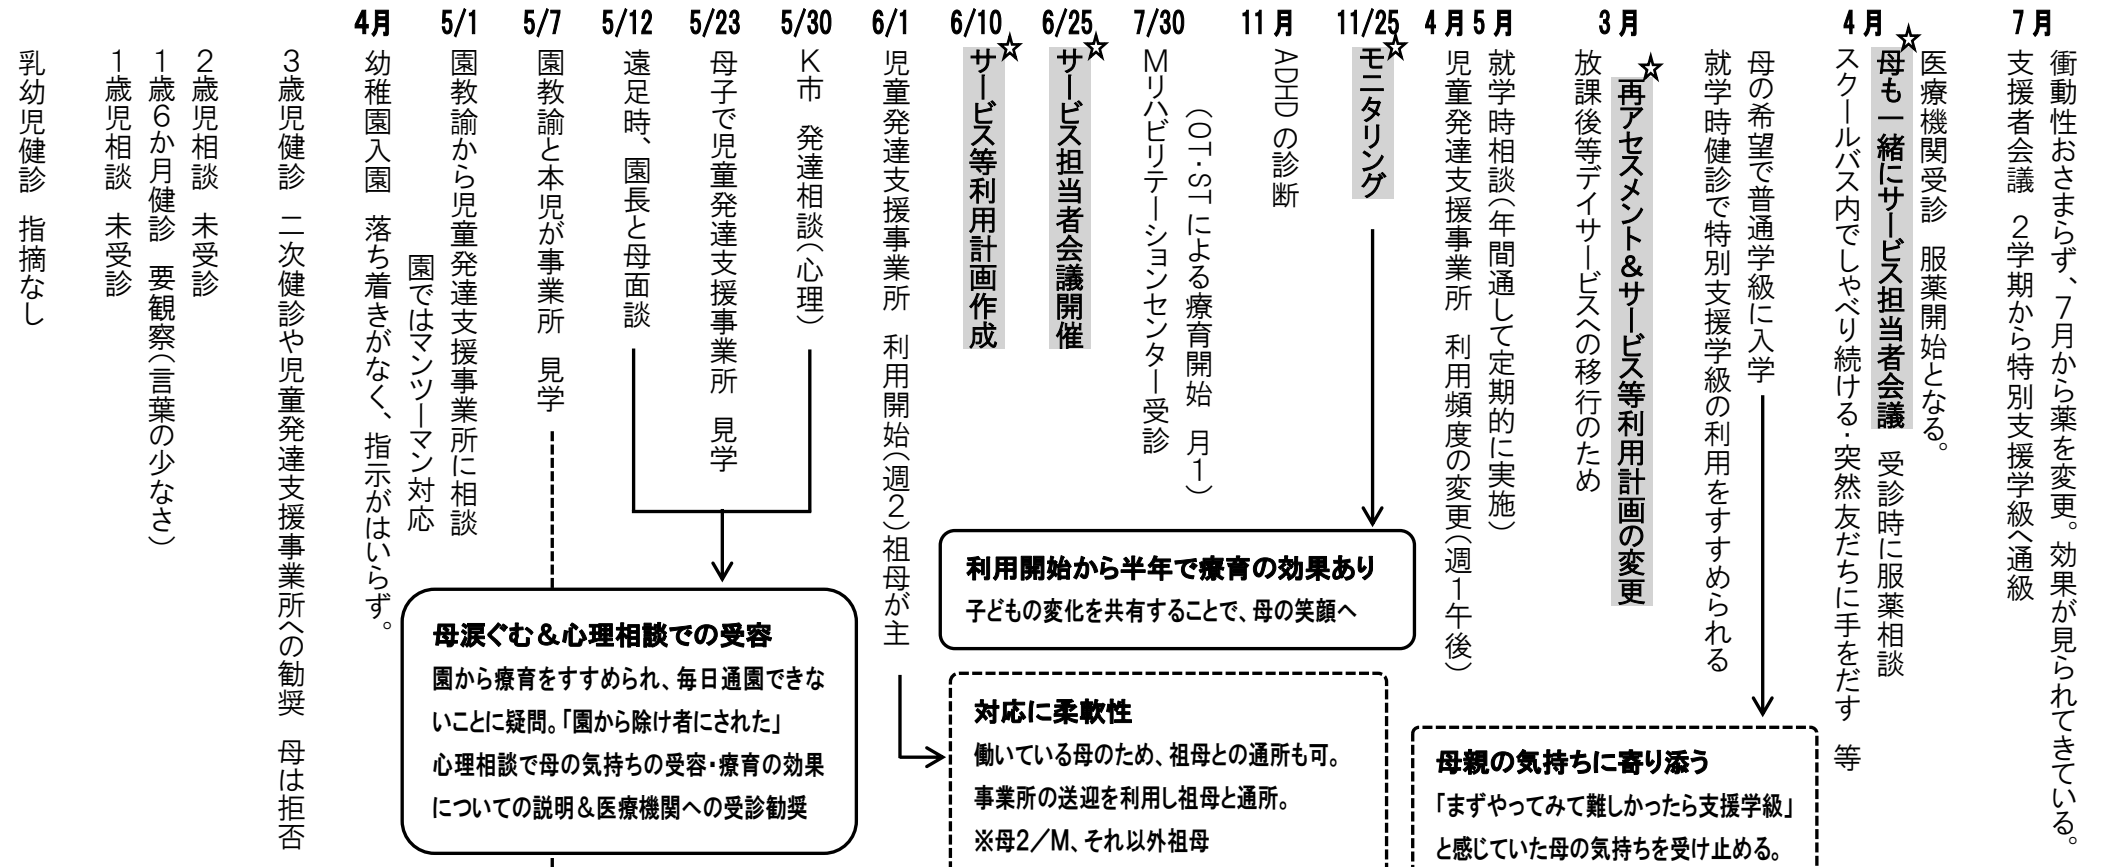 乳幼児健診 指摘なし
1歳児相談 未受診
1歳6か月健診 要観察(言葉の少なさ)
2歳児相談 未受診
3歳児健診 二次健診や児童発達支援事業所への勧奨 母は拒否
4月
幼稚園入園 落ち着きがなく、指示がはいらず。
園ではマンツーマン対応
5/1
園教諭から児童発達支援事業所に相談
5/7
園教諭と本児が事業所 見学
5/12
遠足時、園長と母面談
5/23
母子で児童発達支援事業所 見学
5/30
K市 発達相談(心理)
母涙ぐむ&心理相談での受容
園から療育をすすめられ、毎日通園できな
いことに疑問。「園から除け者にされた」
心理相談で母の気持ちの受容・療育の効果
についての説明&医療機関への受診勧奨
6/1
児童発達支援事業所 利用開始(週2)祖母が主
対応に柔軟性
働いている母のため、祖母との通所も可。
事業所の送迎を利用し祖母と通所。
※母2/M、それ以外祖母
6/10
☆
サービス等利用計画作成
6/25
☆
サービス担当者会議開催
7/30
Mリハビリテーションセンター受診
(OT・STによる療育開始 月1)
11月
ADHDの診断
11/25
☆
モニタリング
利用開始から半年で療育の効果あり
子どもの変化を共有することで、母の笑顔へ
4月5月
児童発達支援事業所 利用頻度の変更(週1午後)
就学時相談(年間通して定期的に実施)
3月
放課後等デイサービスへの移行のため
☆
再アセスメント&サービス等利用計画の変更
就学時健診で特別支援学級の利用をすすめられる
母の希望で普通学級に入学
母親の気持ちに寄り添う
「まずやってみて難しかったら支援学級」
と感じていた母の気持ちを受け止める。
4月
スクールバス内でしゃべり続ける・突然友だちに手をだす 等
☆
母も一緒にサービス担当者会議 受診時に服薬相談
医療機関受診 服薬開始となる。
7月
支援者会議 2学期から特別支援学級へ通級
衝動性おさまらず、7月から薬を変更。効果が見られてきている。